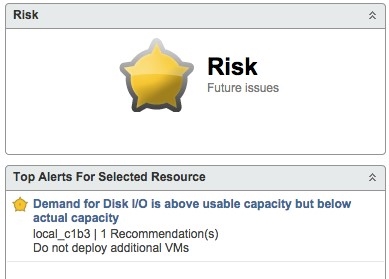 Risk
Risk
Future issues
Top Alerts For Selected Resource
Demand for Disk I/O is above usable capacity but below
actual capacity
local_c1b3 | 1 Recommendation(s)
Do not deploy additional VMs